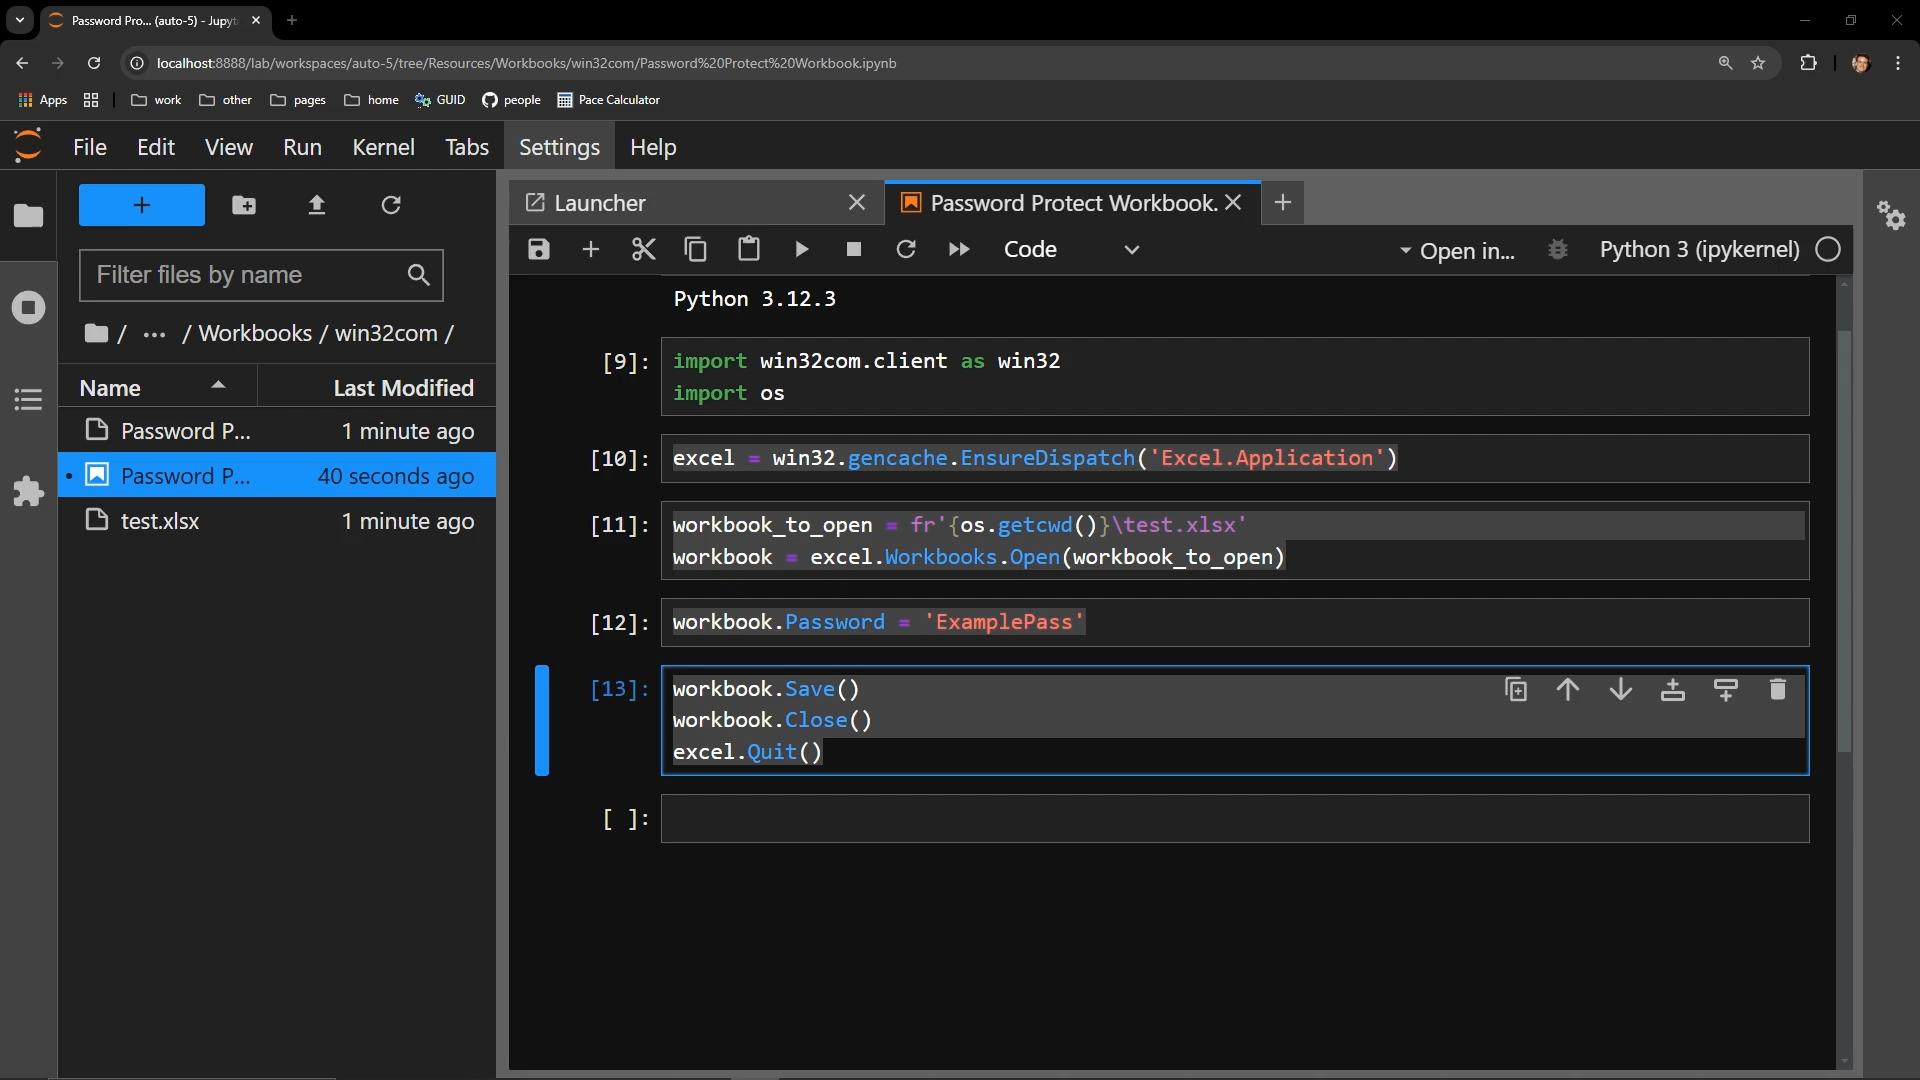 Password Pro... (auto-5) - Jupyt
localhost:8888/lab/workspaces/auto-5/tree/Resources/Workbooks/win32com/Password%20Protect%20Workbook.ipynb
Apps work other pages home GUID people Pace Calculator
File Edit View Run Kernel Tabs Settings Help
Launcher Password Protect Workbook.
Filter files by name
/ ... / Workbooks / win32com /
Name Last Modified
Password P... 1 minute ago
Password P... 40 seconds ago
test.xlsx 1 minute ago
Code Open in... Python 3 (ipykernel)
Python 3.12.3
[9]: import win32com.client as win32
import os
[10]: excel = win32.gencache.EnsureDispatch('Excel.Application')
[11]: workbook_to_open = fr'{os.getcwd()}\test.xlsx'
workbook = excel.Workbooks.Open(workbook_to_open)
[12]: workbook.Password = 'ExamplePass'
[13]: workbook.Save()
workbook.Close()
excel.Quit()
[ ]: